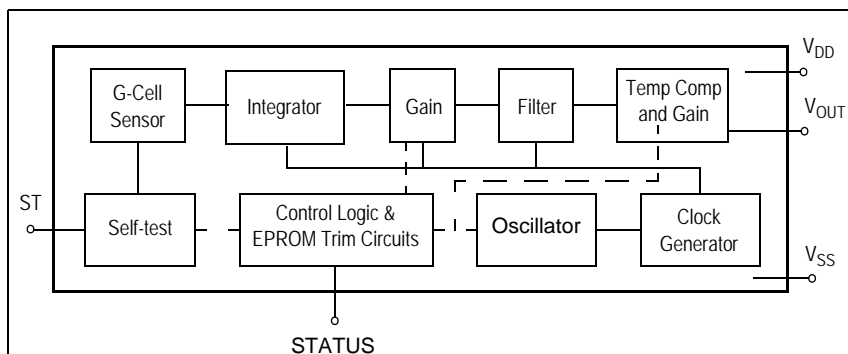 V_DD
G-Cell
Sensor
Integrator
Gain
Filter
Temp Comp
and Gain
V_OUT
ST
Self-test
Control Logic &
EPROM Trim Circuits
Oscillator
Clock
Generator
V_SS
STATUS